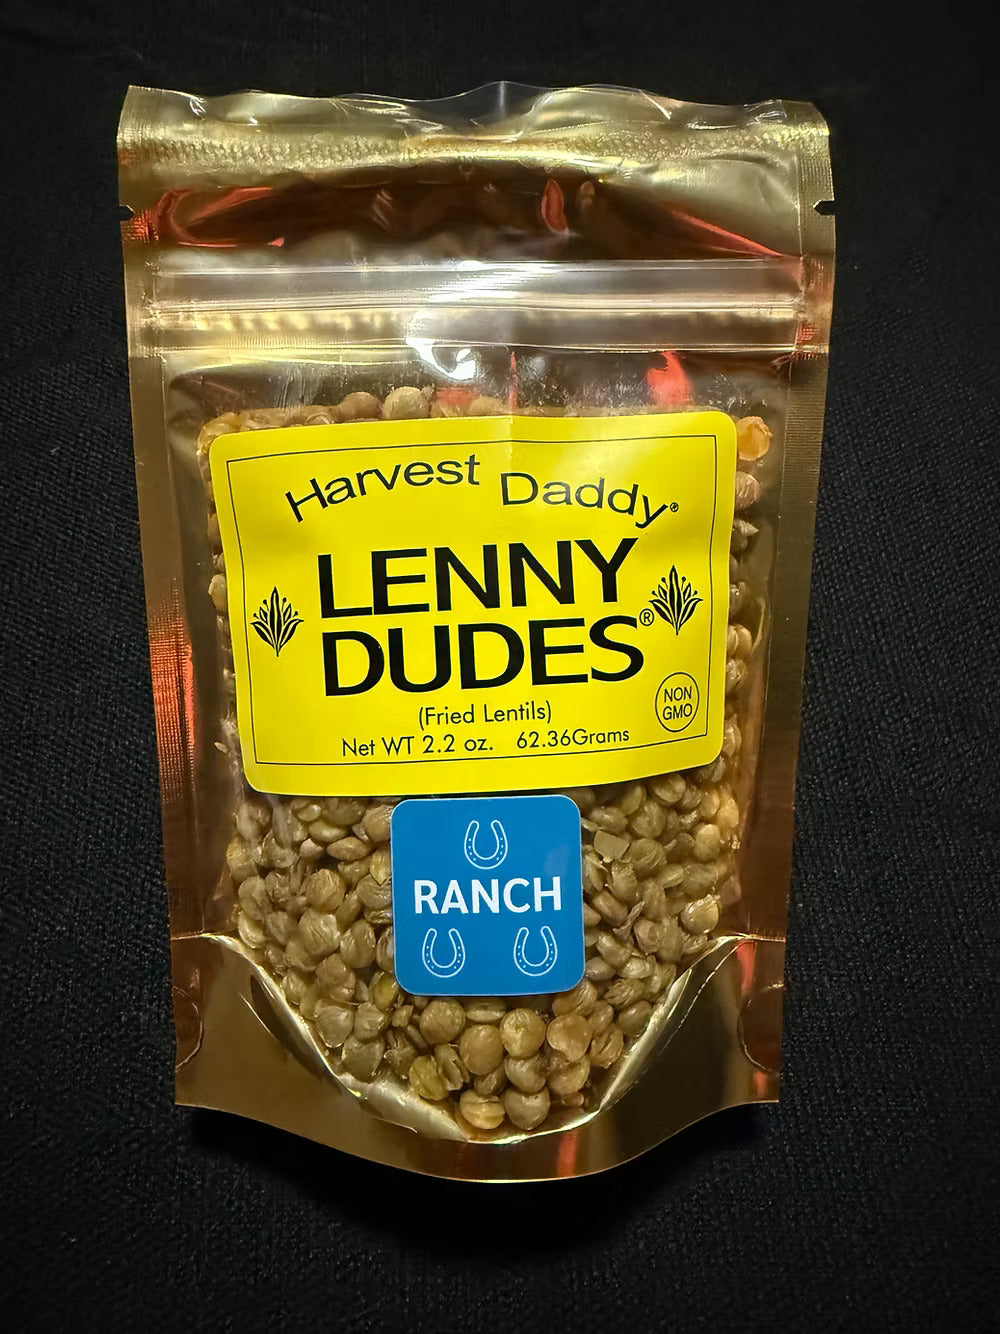 Harvest Daddy®
LENNY
DUDES®
(Fried Lentils)
Net WT 2.2 oz. 62.36Grams
NON
GMO
RANCH